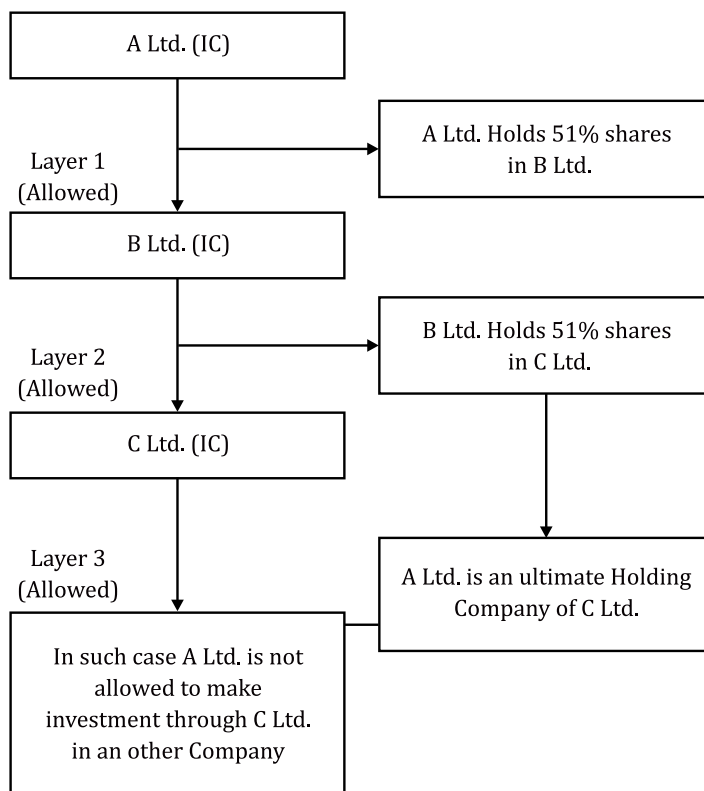 A Ltd. (IC)
A Ltd. Holds 51% shares
in B Ltd.
Layer 1
(Allowed)
B Ltd. (IC)
B Ltd. Holds 51% shares
in C Ltd.
Layer 2
(Allowed)
C Ltd. (IC)
Layer 3
(Allowed)
A Ltd. is an ultimate Holding
Company of C Ltd.
In such case A Ltd. is not
allowed to make
investment through C Ltd.
in an other Company